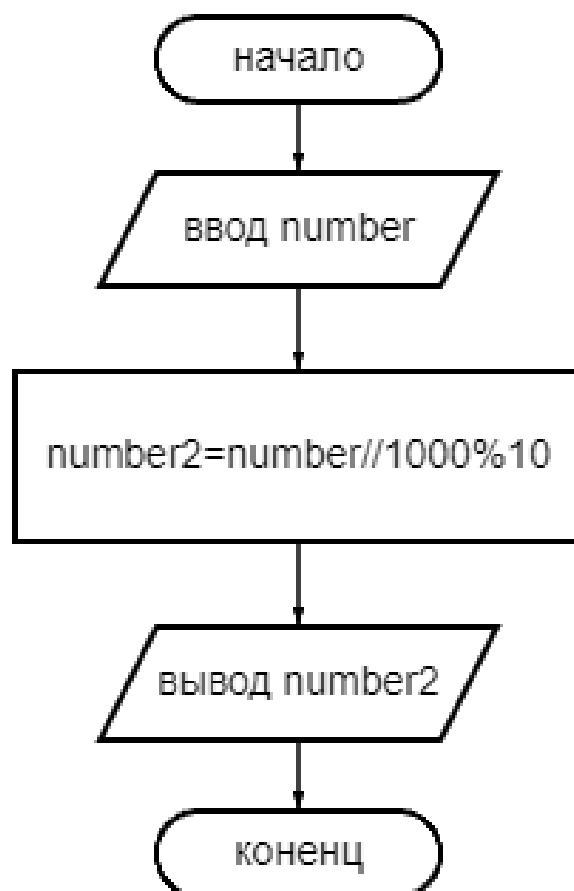 начало
ввод number
number2=number//1000%10
вывод number2
коненц